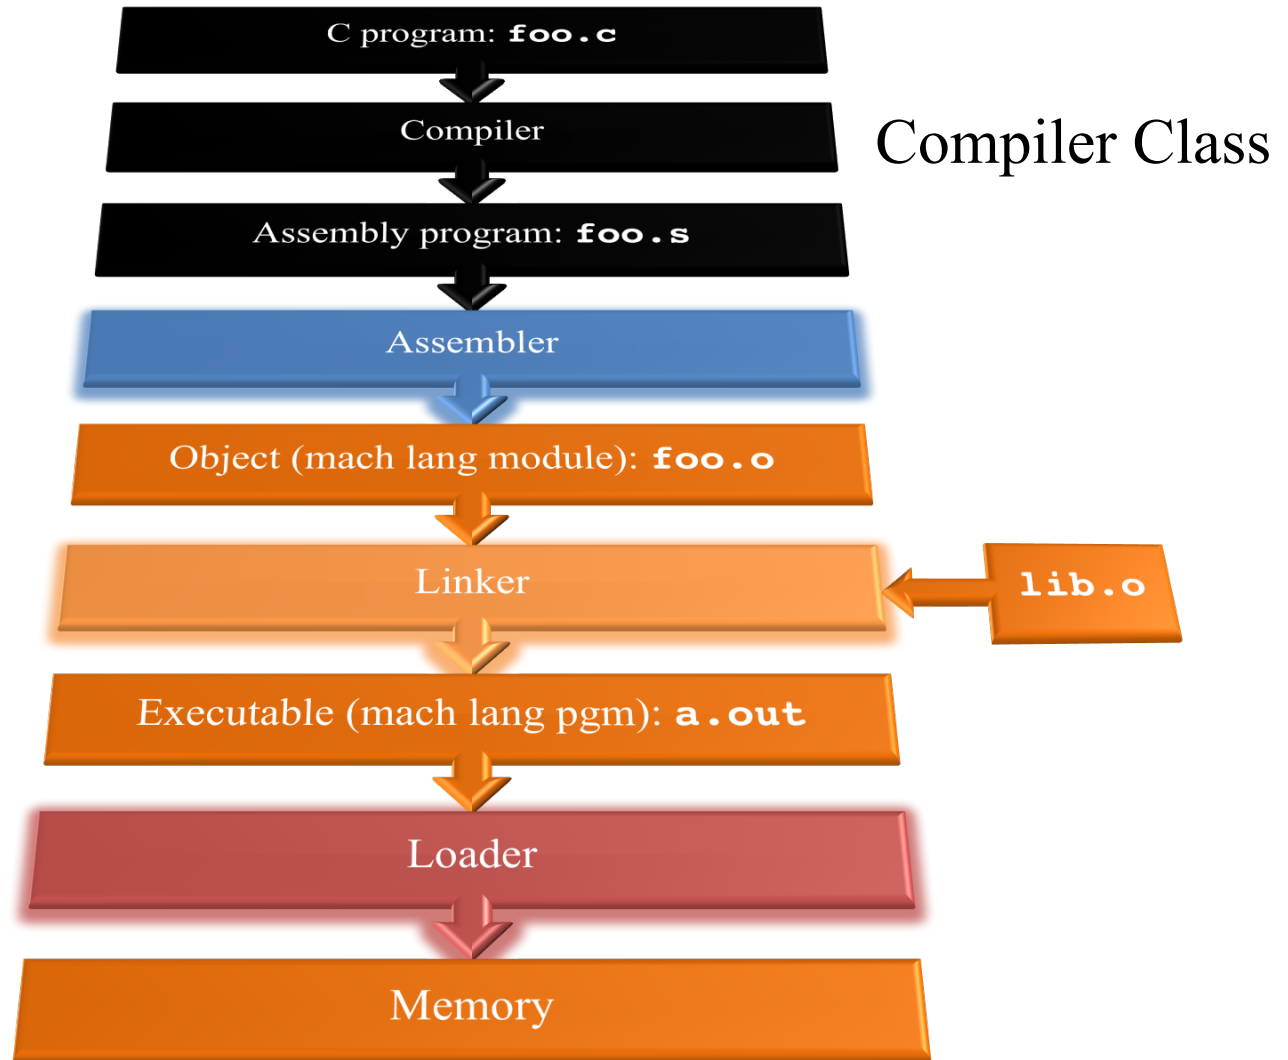 C program: foo.c
Compiler
Compiler Class
Assembly program: foo.s
Assembler
Object (mach lang module): foo.o
Linker
lib.o
Executable (mach lang pgm): a.out
Loader
Memory